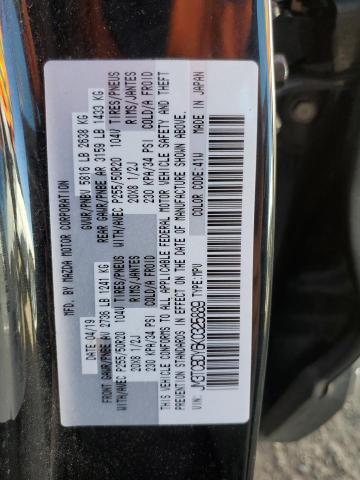 MFD. BY MAZDA MOTOR CORPORATION
DATE 04/19 GVWR/PNBV 5816 LB 2638 KG
FRONT GAWR/PNBE AV 2736 LB 1241 KG REAR GAWR/PNBE AR 3159 LB 1433 KG
WITH/AVEC P255/50R20 104V TIRES/PNEUS WITH/AVEC P255/50R20 104V TIRES/PNEUS
20X8 1/2J RIMS/JANTES 20X8 1/2J RIMS/JANTES
230 KPA/34 PSI COLD/A FROID 230 KPA/34 PSI COLD/A FROID
THIS VEHICLE CONFORMS TO ALL APPLICABLE FEDERAL MOTOR VEHICLE SAFETY AND THEFT
PREVENTION STANDARDS IN EFFECT ON THE DATE OF MANUFACTURE SHOWN ABOVE.
JM3TCBDY6K0325889 TYPE:MPV COLOR CODE:41W MADE IN JAPAN